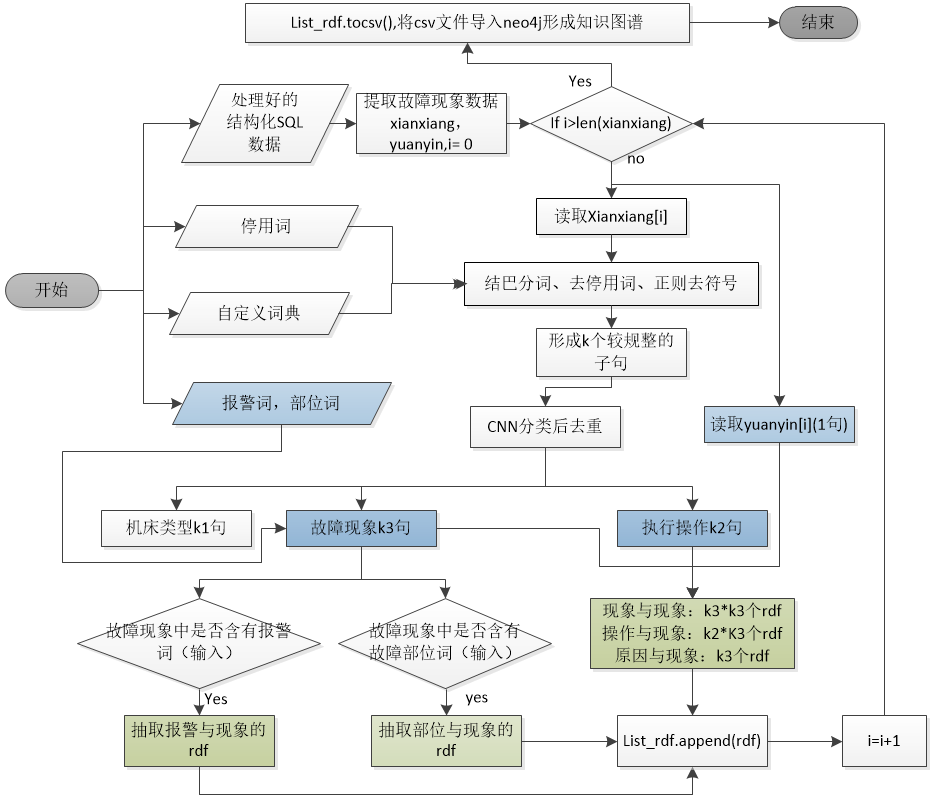 List_rdf.tocsv(),将csv文件导入neo4j形成知识图谱
结束
Yes
处理好的
结构化SQL
数据
提取故障现象数据
xianxiang，
yuanyin,i= 0
If i>len(xianxiang)
no
读取Xianxiang[i]
停用词
开始
结巴分词、去停用词、正则去符号
自定义词典
形成k个较规整的
子句
报警词，部位词
CNN分类后去重
读取yuanyin[i](1句)
机床类型k1句
故障现象k3句
执行操作k2句
故障现象中是否含有报警
词（输入）
故障现象中是否含有
故障部位词（输入）
现象与现象：k3*k3个rdf
操作与现象：k2*K3个rdf
原因与现象：k3个rdf
Yes
yes
抽取报警与现象的
rdf
抽取部位与现象的
rdf
List_rdf.append(rdf)
i=i+1